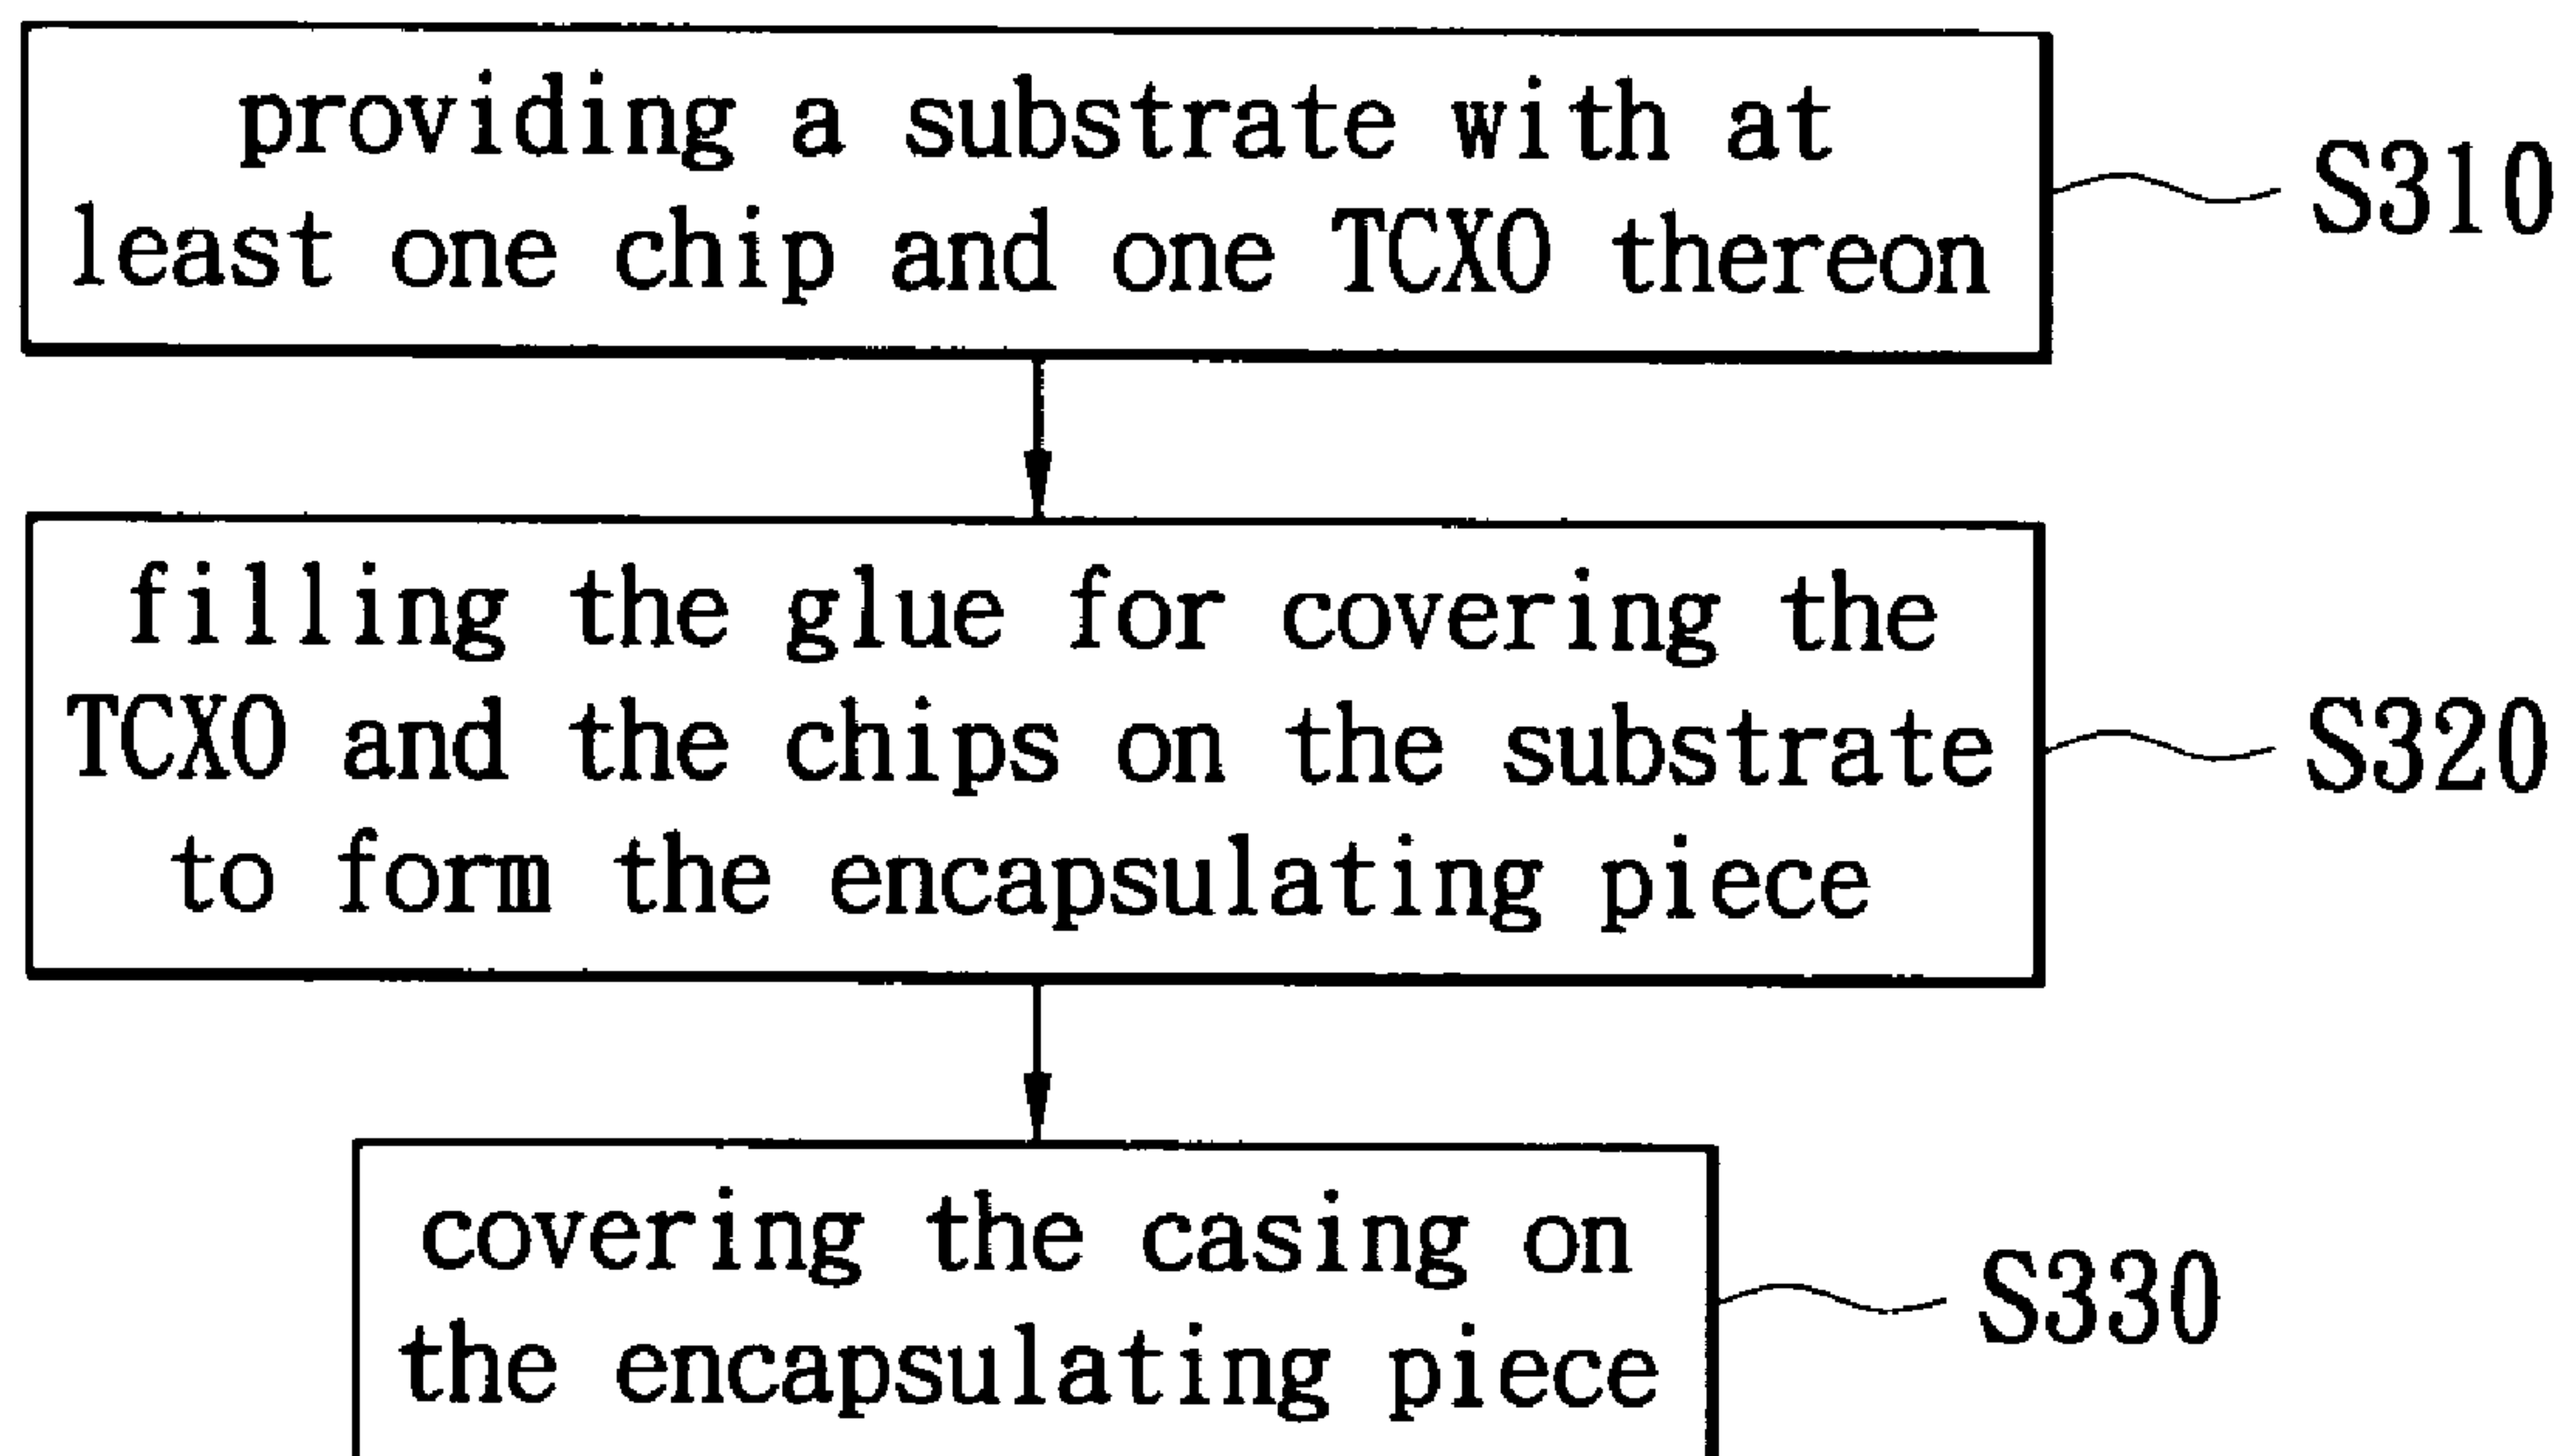 providing a substrate with at
least one chip and one TCXO thereon
S310
filling the glue for covering the
TCXO and the chips on the substrate
to form the encapsulating piece
S320
covering the casing on
the encapsulating piece
S330